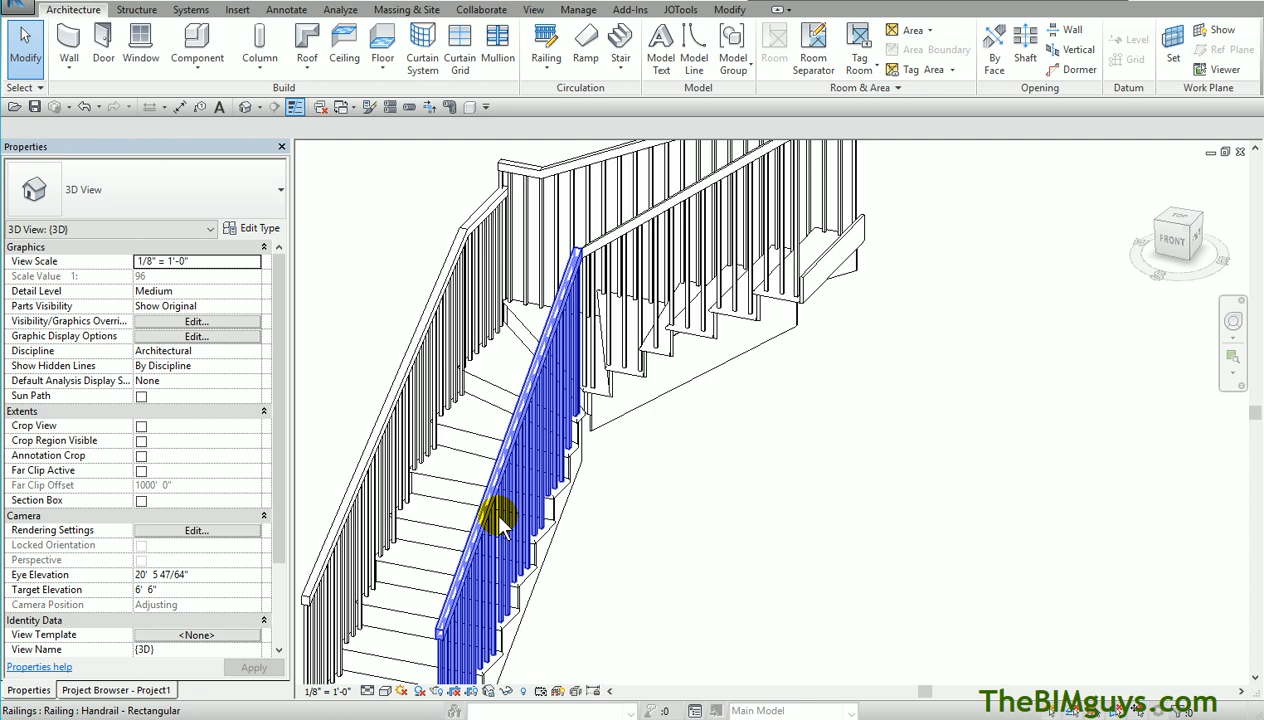 Architecture Structure Systems Insert Annotate Analyze Massing & Site Collaborate View Manage Add-Ins JOTools Modify
Modify Wall Door Window Component Column Roof Ceiling Floor Curtain System Curtain Grid Mullion Railing Ramp Stair Model Text Model Line Model Group Room Room Separator Tag Room Area Area Boundary Tag Area By Face Shaft Wall Vertical Dormer Level Grid Set Show Ref Plane Viewer
Select Build Circulation Model Room & Area Opening Datum Work Plane
Properties
3D View
3D View: {3D} Edit Type
Graphics
View Scale 1/8" = 1'-0"
Scale Value 1: 96
Detail Level Medium
Parts Visibility Show Original
Visibility/Graphics Overri... Edit...
Graphic Display Options Edit...
Discipline Architectural
Show Hidden Lines By Discipline
Default Analysis Display S... None
Sun Path
Extents
Crop View
Crop Region Visible
Annotation Crop
Far Clip Active
Far Clip Offset 1000' 0"
Section Box
Camera
Rendering Settings Edit...
Locked Orientation
Perspective
Eye Elevation 20' 5 47/64"
Target Elevation 6' 6"
Camera Position Adjusting
Identity Data
View Template <None>
View Name {3D}
Properties help Apply
Properties Project Browser - Project1
Railings : Railing : Handrail - Rectangular
TOP
FRONT
1/8" = 1'-0"
:0 Main Model
TheBIMguys.com